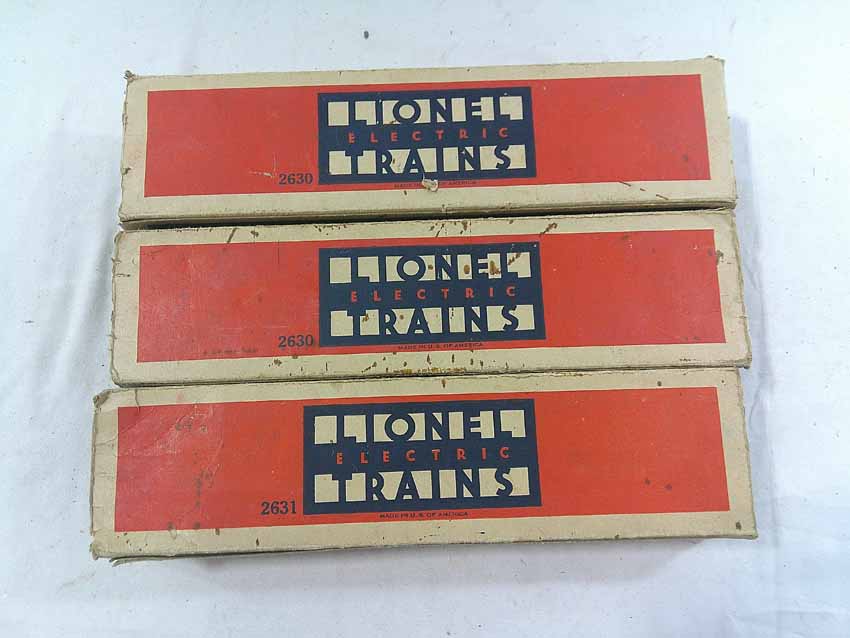 LIONEL
ELECTRIC
TRAINS
2630
MADE IN U.S. OF AMERICA
LIONEL
ELECTRIC
TRAINS
2630
MADE IN U.S. OF AMERICA
LIONEL
ELECTRIC
TRAINS
2631
MADE IN U.S. OF AMERICA